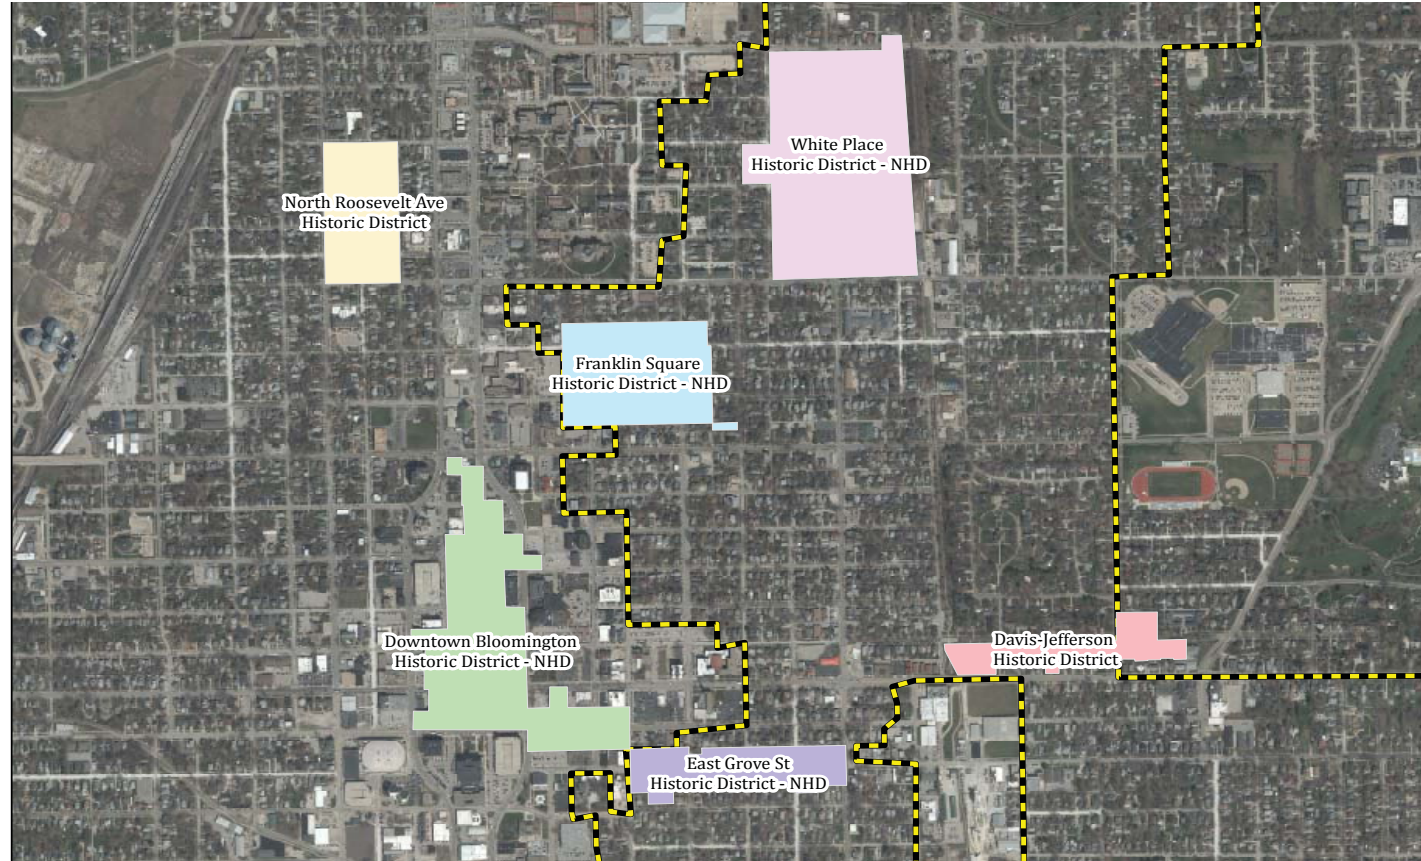 White Place
Historic District - NHD
North Roosevelt Ave
Historic District
Franklin Square
Historic District - NHD
Downtown Bloomington
Historic District - NHD
Davis-Jefferson
Historic District
East Grove St
Historic District - NHD